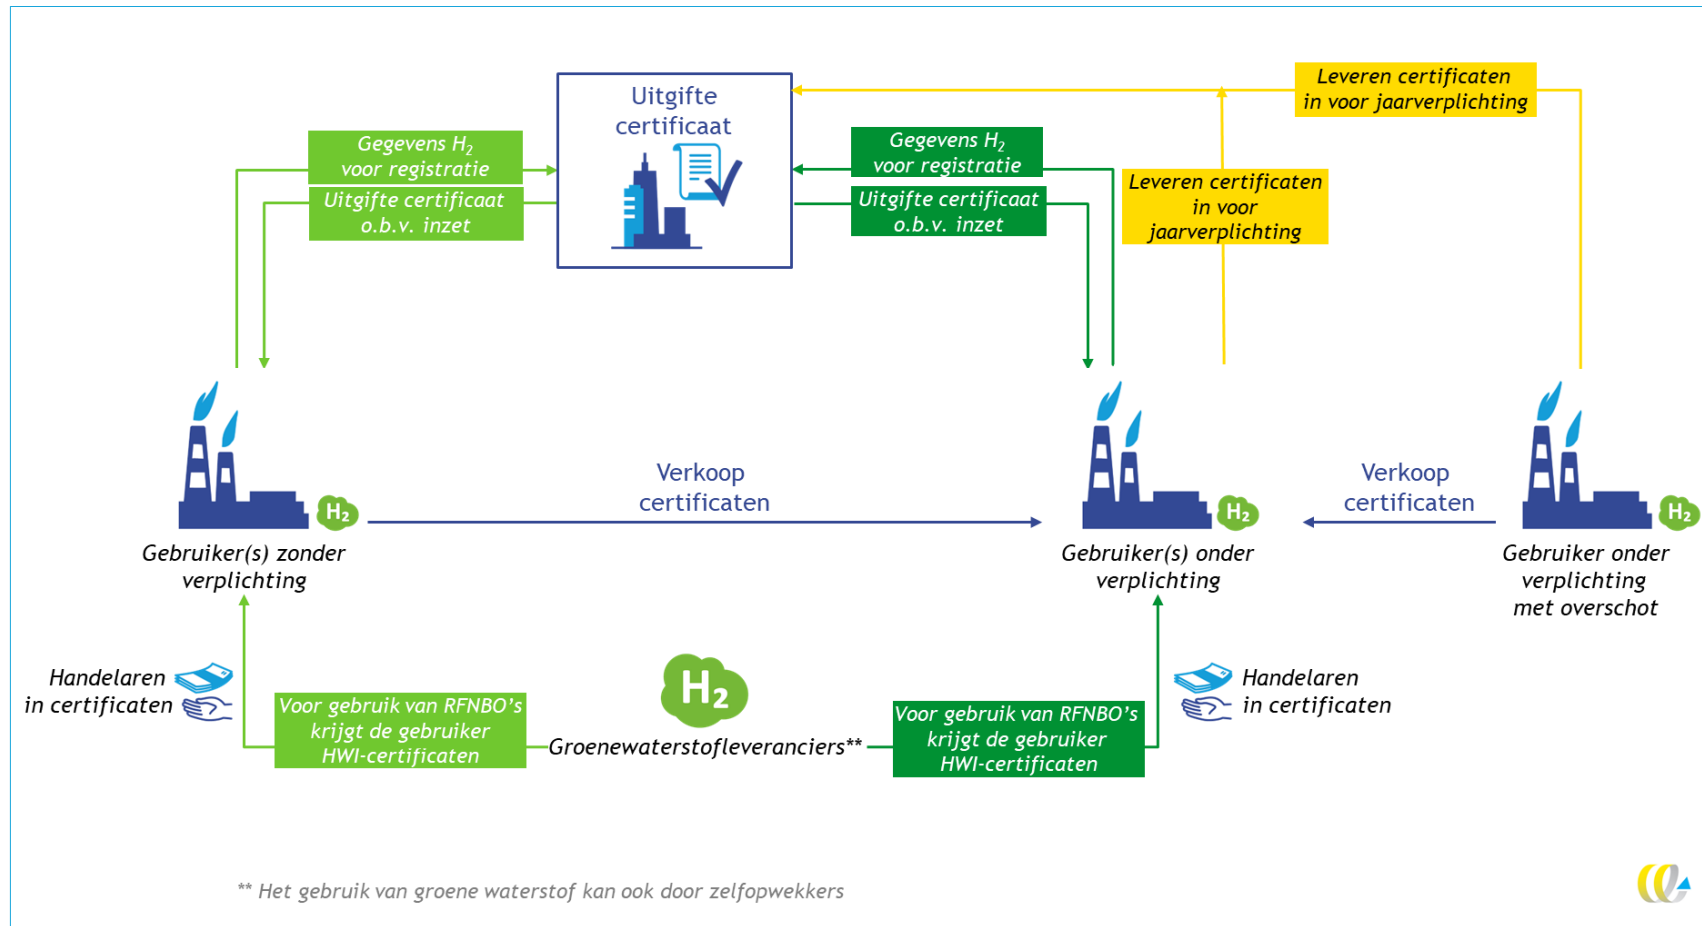 Uitgifte
certificaat
Leveren certificaten
in voor jaarverplichting
Gegevens H₂
voor registratie
Uitgifte certificaat
o.b.v. inzet
Gegevens H₂
voor registratie
Uitgifte certificaat
o.b.v. inzet
Leveren certificaten
in voor
jaarverplichting
Verkoop
certificaten
Verkoop
certificaten
H₂
H₂
H₂
Gebruiker(s) zonder
verplichting
Gebruiker(s) onder
verplichting
Gebruiker onder
verplichting
met overschot
Handelaren
in certificaten
H₂
Handelaren
in certificaten
Voor gebruik van RFNBO’s
krijgt de gebruiker
HWI-certificaten
Groenewaterstofleveranciers**
Voor gebruik van RFNBO’s
krijgt de gebruiker
HWI-certificaten
** Het gebruik van groene waterstof kan ook door zelfopwekkers